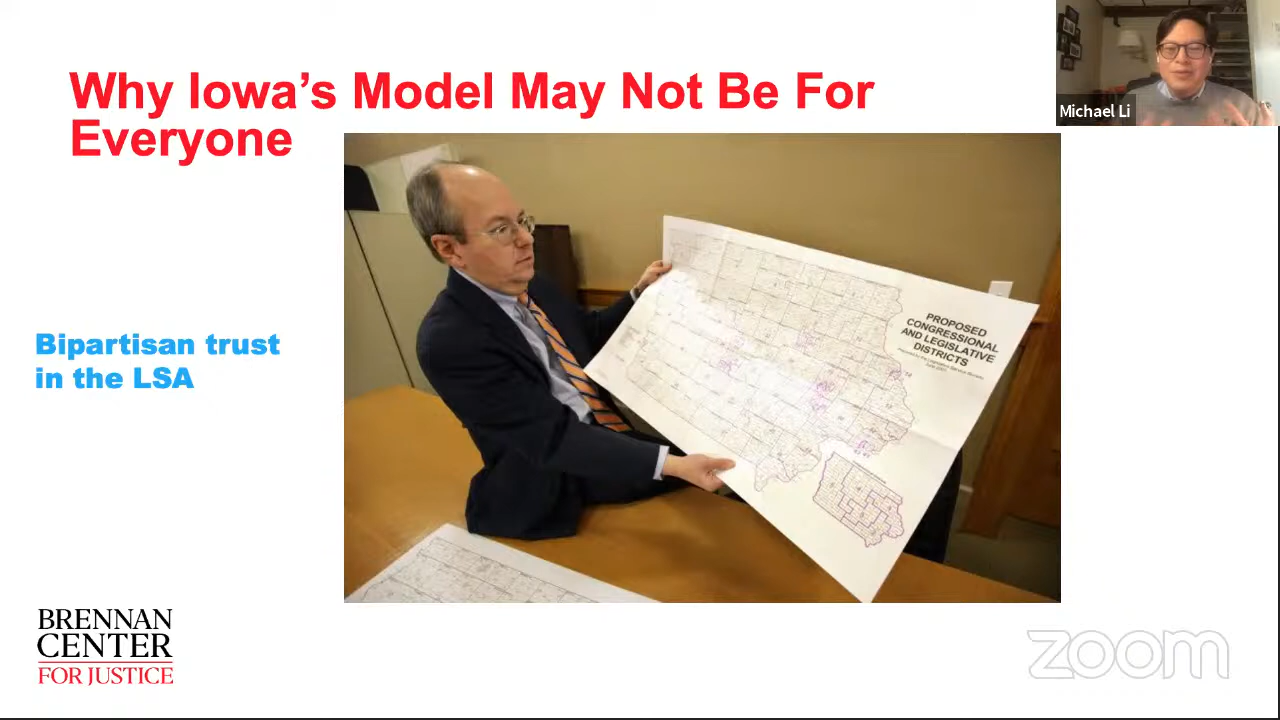 Why Iowa's Model May Not Be For
Everyone
Michael Li
Bipartisan trust
in the LSA
PROPOSED
CONGRESSIONAL
AND LEGISLATIVE
DISTRICTS
BRENNAN
CENTER
FOR JUSTICE
zoom